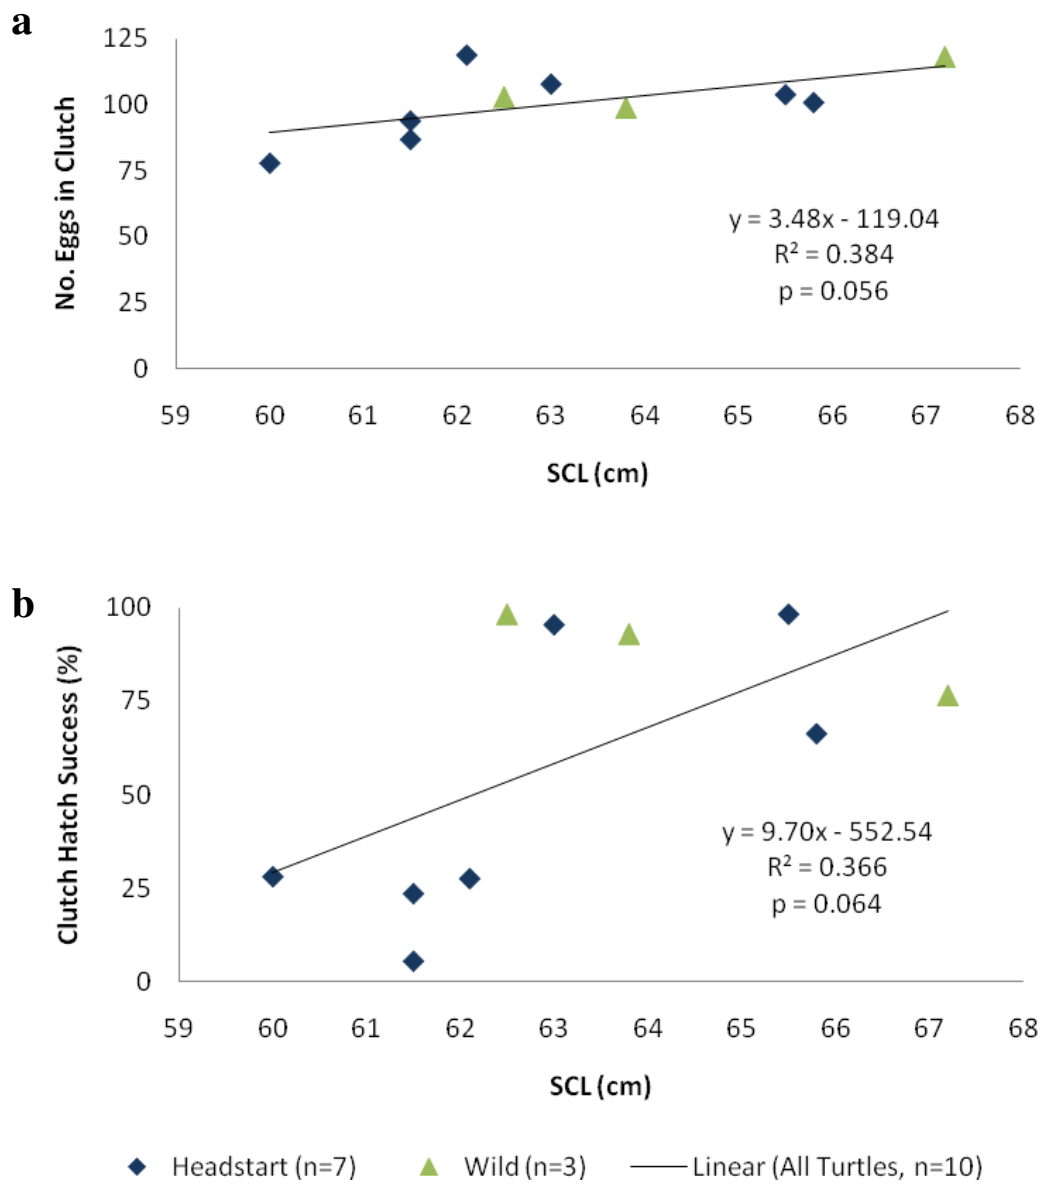 a
No. Eggs in Clutch
125
100
75
50
25
0
y = 3.48x - 119.04
R² = 0.384
p = 0.056
59 60 61 62 63 64 65 66 67 68
SCL (cm)
b
Clutch Hatch Success (%)
100
75
50
25
0
y = 9.70x - 552.54
R² = 0.366
p = 0.064
59 60 61 62 63 64 65 66 67 68
SCL (cm)
Headstart (n=7) Wild (n=3) Linear (All Turtles, n=10)